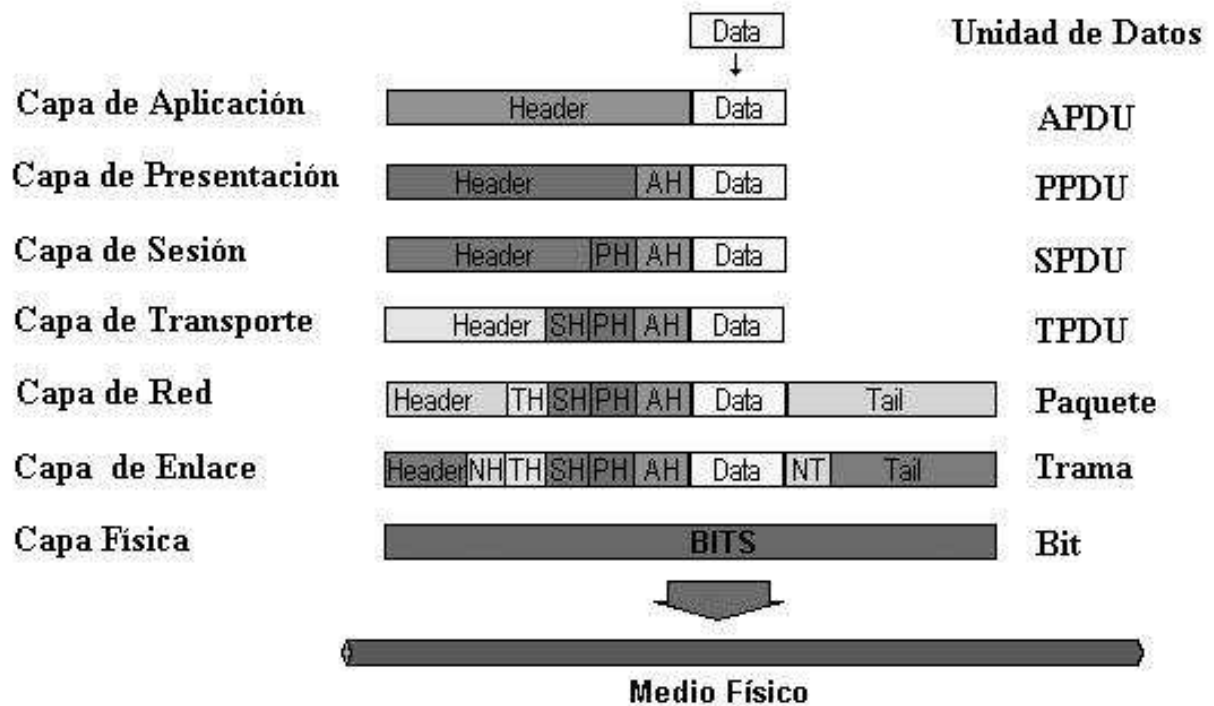 Data Unidad de Datos
Capa de Aplicación Header Data APDU
Capa de Presentación Header AH Data PPDU
Capa de Sesión Header PH AH Data SPDU
Capa de Transporte Header SH PH AH Data TPDU
Capa de Red Header TH SH PH AH Data Tail Paquete
Capa de Enlace Header NH TH SH PH AH Data NT Tail Trama
Capa Física BITS Bit
Medio Físico